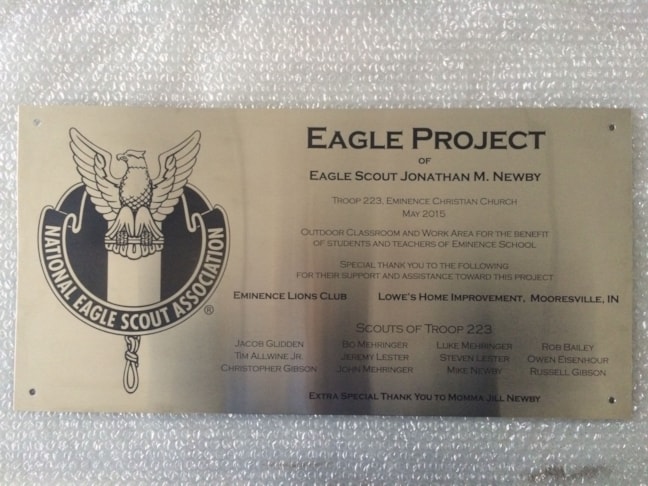 NATIONAL EAGLE SCOUT ASSOCIATION
®
EAGLE PROJECT
OF
EAGLE SCOUT JONATHAN M. NEWBY
TROOP 223, EMINENCE CHRISTIAN CHURCH
MAY 2015
OUTDOOR CLASSROOM AND WORK AREA FOR THE BENEFIT
OF STUDENTS AND TEACHERS OF EMINENCE SCHOOL
SPECIAL THANK YOU TO THE FOLLOWING
FOR THEIR SUPPORT AND ASSISTANCE TOWARD THIS PROJECT
EMINENCE LIONS CLUB LOWE'S HOME IMPROVEMENT, MOORESVILLE, IN
SCOUTS OF TROOP 223
JACOB GLIDDEN BO MEHRINGER LUKE MEHRINGER ROB BAILEY
TIM ALLWINE JR. JEREMY LESTER STEVEN LESTER OWEN EISENHOUR
CHRISTOPHER GIBSON JOHN MEHRINGER MIKE NEWBY RUSSELL GIBSON
EXTRA SPECIAL THANK YOU TO MOMMA JILL NEWBY